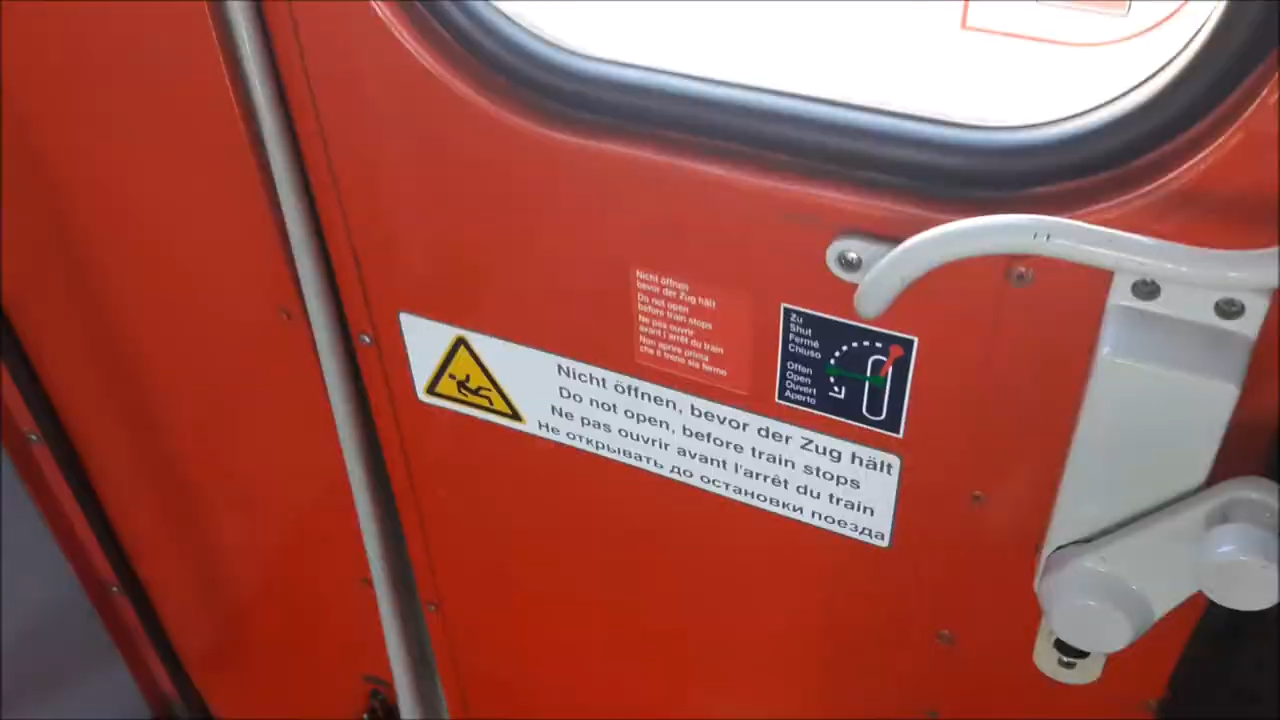 Nicht öffnen
bevor der Zug hält
Do not open
before train stops
Ne pas ouvrir
avant l'arrêt du train
Non aprire prima
che il treno sia fermo
Zu
Shut
Fermé
Chiuso
Offen
Open
Ouvert
Aperto
Nicht öffnen, bevor der Zug hält
Do not open, before train stops
Ne pas ouvrir avant l'arrêt du train
Не открывать до остановки поезда